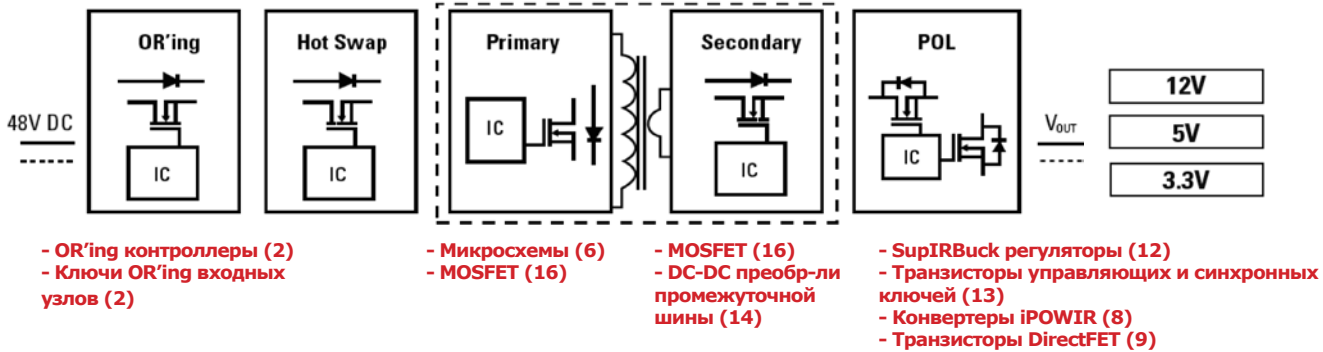 OR'ing
Hot Swap
Primary
Secondary
POL
48V DC
IC
IC
IC
IC
IC
VOUT
12V
5V
3.3V
- OR'ing контроллеры (2)
- Ключи OR'ing входных
узлов (2)
- Микросхемы (6)
- MOSFET (16)
- MOSFET (16)
- DC-DC преобр-ли
промежуточной
шины (14)
- SupIRBuck регуляторы (12)
- Транзисторы управляющих и синхронных
ключей (13)
- Конвертеры iPOWIR (8)
- Транзисторы DirectFET (9)